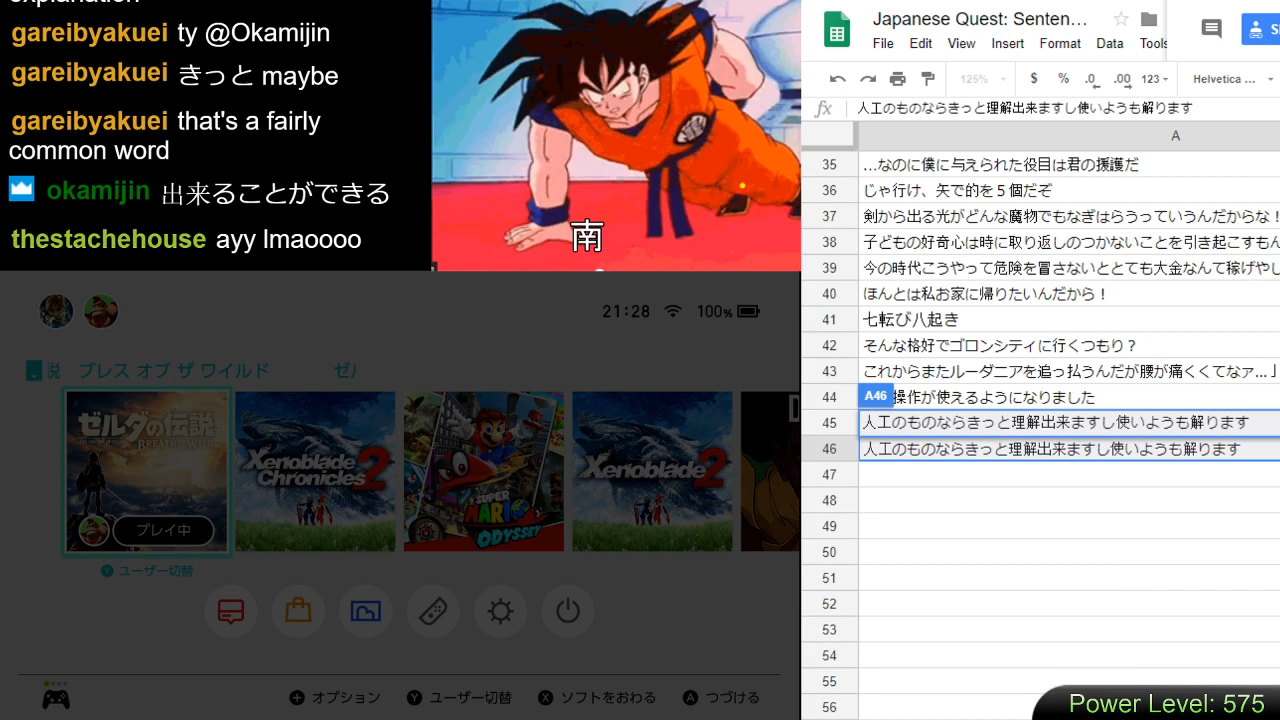 gareibyakuei ty @Okamijin
gareibyakuei きっと maybe
gareibyakuei that's a fairly
common word
okamijin 出来ることができる
thestachehouse ayy lmaoooo
南
21:28
100%
ブレス オブ ザ ワイルド ゼ
ゼルダの伝説
BREATH WILD
プレイ中
Xenoblade
Chronicles 2
SUPER
MARIO
ODYSSEY
Xenoblade 2
Y ユーザー切替
+ オプション Y ユーザー切替 X ソフトをおわる A つづける
Japanese Quest: Senten...
File Edit View Insert Format Data Tools
125% $ % .0 .00 123 Helvetica ...
fx 人工のものならきっと理解出来ますし使いようも解ります
A
35 …なのに僕に与えられた役目は君の援護だ
36 じゃ行け、矢で的を５個だぞ
37 剣から出る光がどんな魔物でもなぎはらうっていうんだからな！
38 子どもの好奇心は時に取り返しのつかないことを引き起こすもん
39 今の時代こうやって危険を冒さないととても大金なんて稼げやし
40 ほんとは私お家に帰りたいんだから！
41 七転び八起き
42 そんな格好でゴロンシティに行くつもり？
43 これからまたルーダニアを追っ払うんだが腰が痛くくてなァ…」
44 A46 操作が使えるようになりました
45 人工のものならきっと理解出来ますし使いようも解ります
46 人工のものならきっと理解出来ますし使いようも解ります
47
48
49
50
51
52
53
54
55
56
Power Level: 575